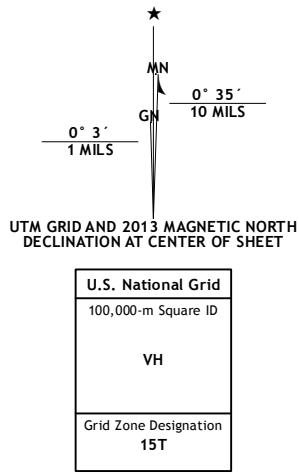 MN
0° 35´
10 MILS
GN
0° 3´
1 MILS
UTM GRID AND 2013 MAGNETIC NORTH
DECLINATION AT CENTER OF SHEET
U.S. National Grid
100,000-m Square ID
VH
Grid Zone Designation
15T